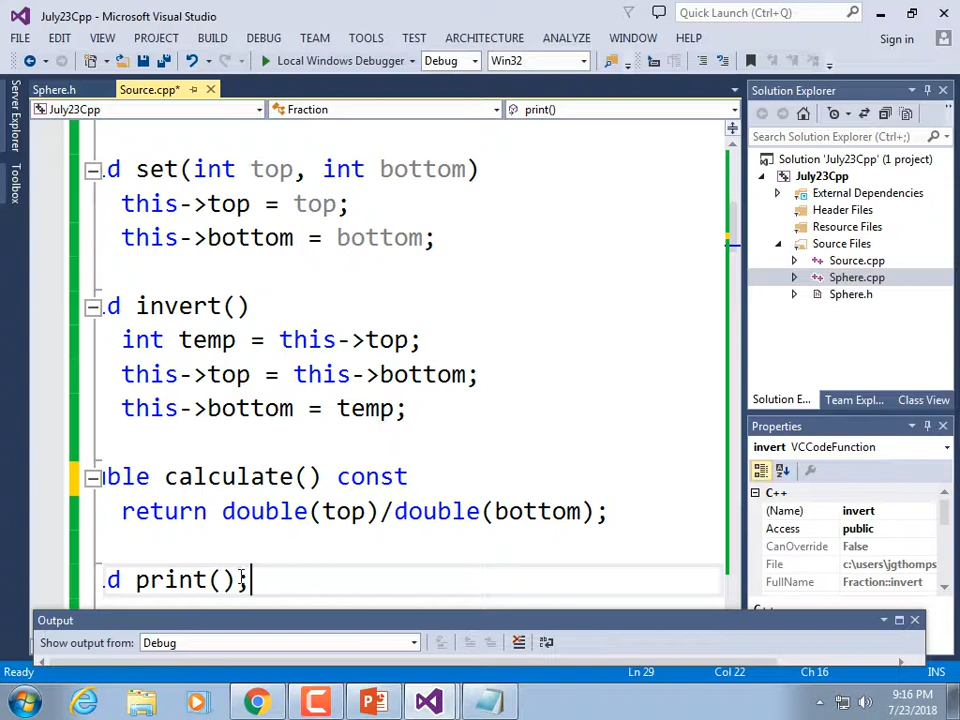 July23Cpp - Microsoft Visual Studio
Quick Launch (Ctrl+Q)
FILE EDIT VIEW PROJECT BUILD DEBUG TEAM TOOLS TEST ARCHITECTURE ANALYZE WINDOW HELP Sign in
Local Windows Debugger Debug Win32
Server Explorer
Toolbox
Sphere.h Source.cpp*
July23Cpp Fraction print()
d set(int top, int bottom)
this->top = top;
this->bottom = bottom;
d invert()
int temp = this->top;
this->top = this->bottom;
this->bottom = temp;
ble calculate() const
return double(top)/double(bottom);
d print();
Solution Explorer
Search Solution Explorer (Ctrl+;)
Solution 'July23Cpp' (1 project)
July23Cpp
External Dependencies
Header Files
Resource Files
Source Files
Source.cpp
Sphere.cpp
Sphere.h
Solution E... Team Expl... Class View
Properties
invert VCCodeFunction
C++
(Name) invert
Access public
CanOverride False
File c:\users\jgthomps
FullName Fraction::invert
Output
Show output from: Debug
Ready Ln 29 Col 22 Ch 16 INS
9:16 PM
7/23/2018